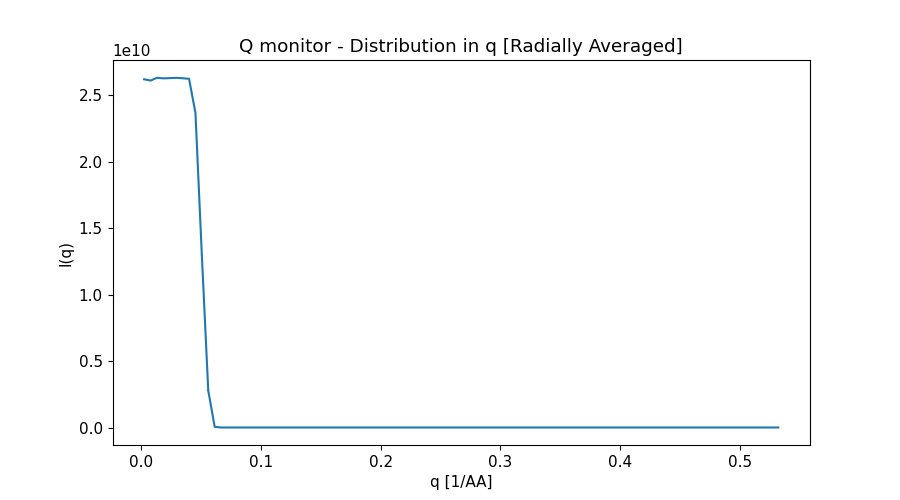 Q monitor - Distribution in q [Radially Averaged]
1e10
2.5
2.0
1.5
1.0
0.5
0.0
I(q)
0.0 0.1 0.2 0.3 0.4 0.5
q [1/AA]